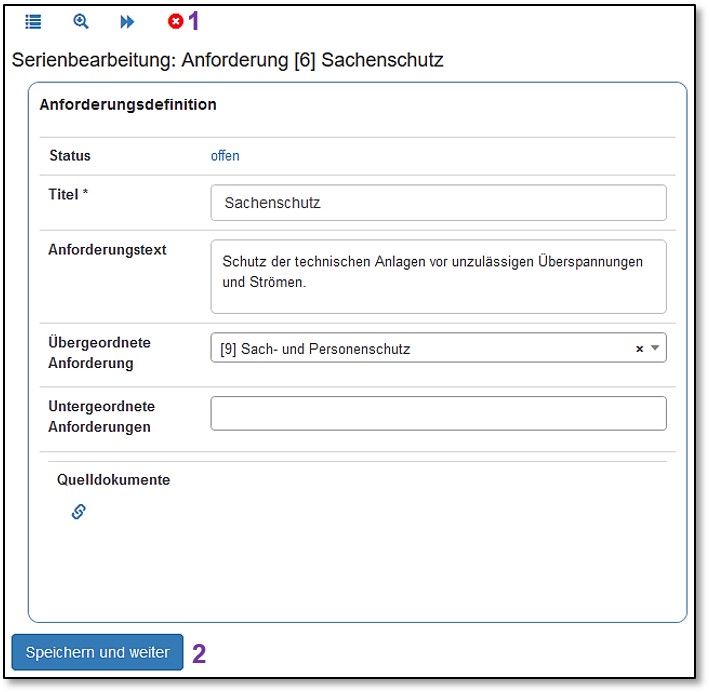 1
Serienbearbeitung: Anforderung [6] Sachenschutz
Anforderungsdefinition
Status offen
Titel * Sachenschutz
Anforderungstext
Schutz der technischen Anlagen vor unzulässigen Überspannungen
und Strömen.
Übergeordnete
Anforderung
[9] Sach- und Personenschutz ×
Untergeordnete
Anforderungen
Quelldokumente
Speichern und weiter 2